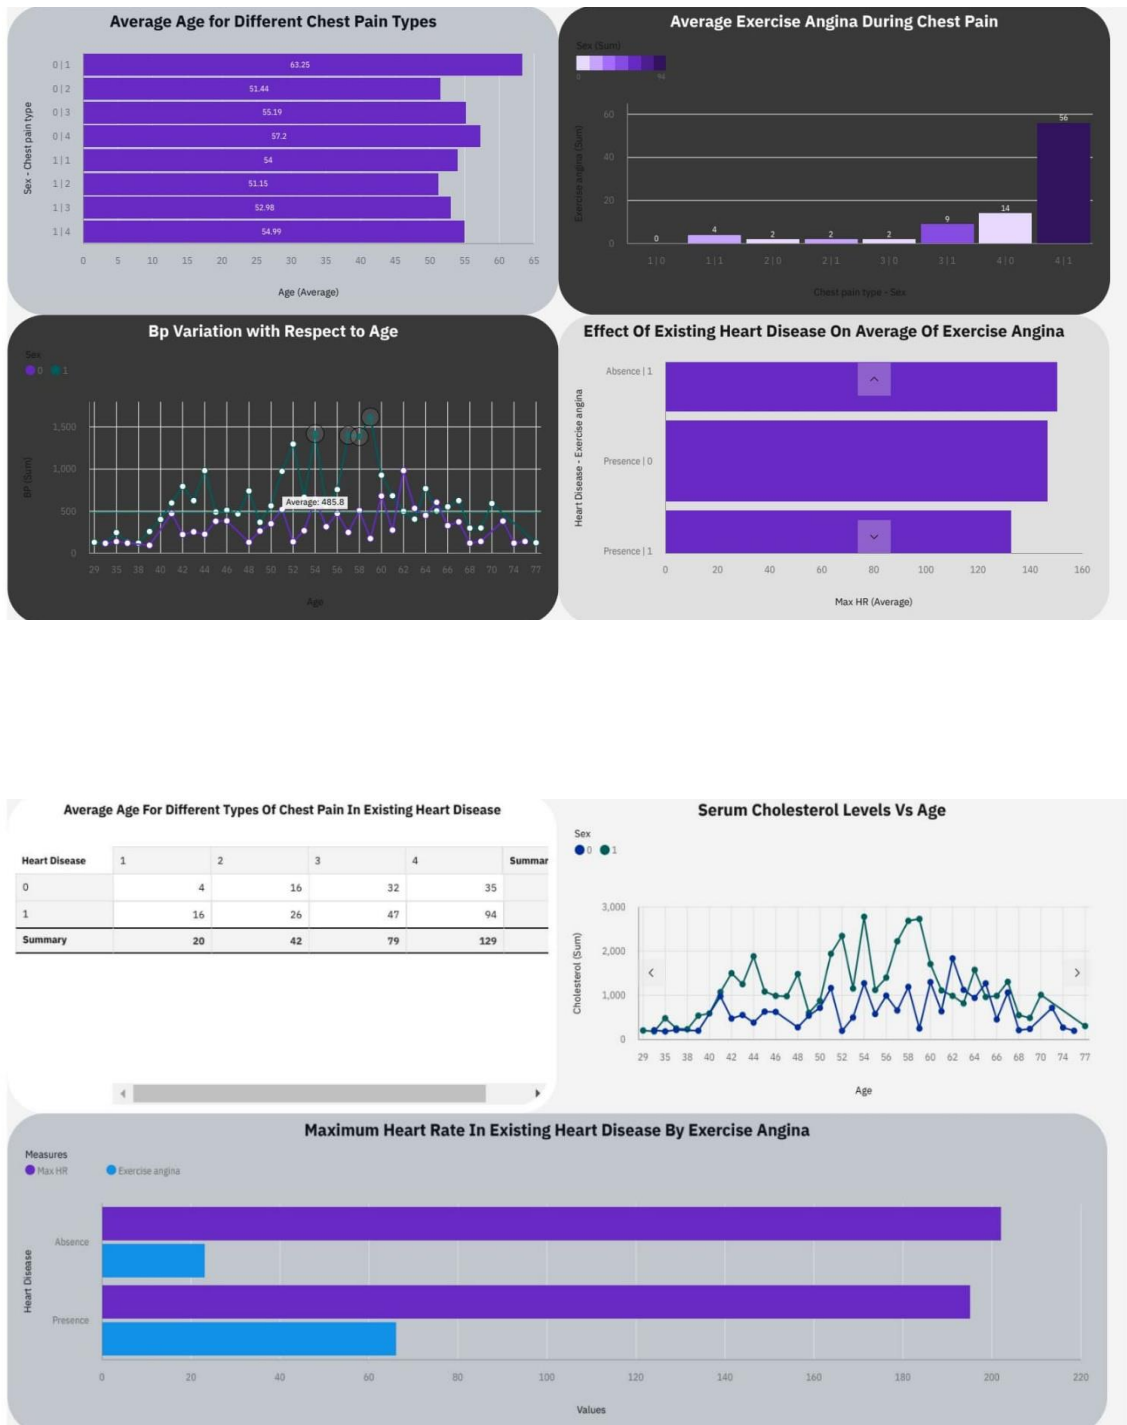 Average Age for Different Chest Pain Types
Sex - Chest pain type
0 | 1
63.25
0 | 2
51.44
0 | 3
55.19
0 | 4
57.2
1 | 1
54
1 | 2
51.15
1 | 3
52.98
1 | 4
54.99
0 5 10 15 20 25 30 35 40 45 50 55 60 65
Age (Average)
Average Exercise Angina During Chest Pain
Sex (Sum)
0 94
Exercise angina (Sum)
60
40
20
0
0 4 2 2 2 9 14 56
1 | 0 1 | 1 2 | 0 2 | 1 3 | 0 3 | 1 4 | 0 4 | 1
Chest pain type - Sex
Bp Variation with Respect to Age
Sex
0 1
BP (Sum)
1,500
1,000
500
0
Average: 485.8
29 35 38 40 42 44 46 48 50 52 54 56 58 60 62 64 66 68 70 74 77
Age
Effect Of Existing Heart Disease On Average Of Exercise Angina
Heart Disease - Exercise angina
Absence | 1
Presence | 0
Presence | 1
0 20 40 60 80 100 120 140 160
Max HR (Average)
Average Age For Different Types Of Chest Pain In Existing Heart Disease
Heart Disease 1 2 3 4 Summar
0 4 16 32 35
1 16 26 47 94
Summary 20 42 79 129
Serum Cholesterol Levels Vs Age
Sex
0 1
Cholesterol (Sum)
3,000
2,000
1,000
0
29 35 38 40 42 44 46 48 50 52 54 56 58 60 62 64 66 68 70 74 77
Age
Maximum Heart Rate In Existing Heart Disease By Exercise Angina
Measures
Max HR Exercise angina
Heart Disease
Absence
Presence
0 20 40 60 80 100 120 140 160 180 200 220
Values